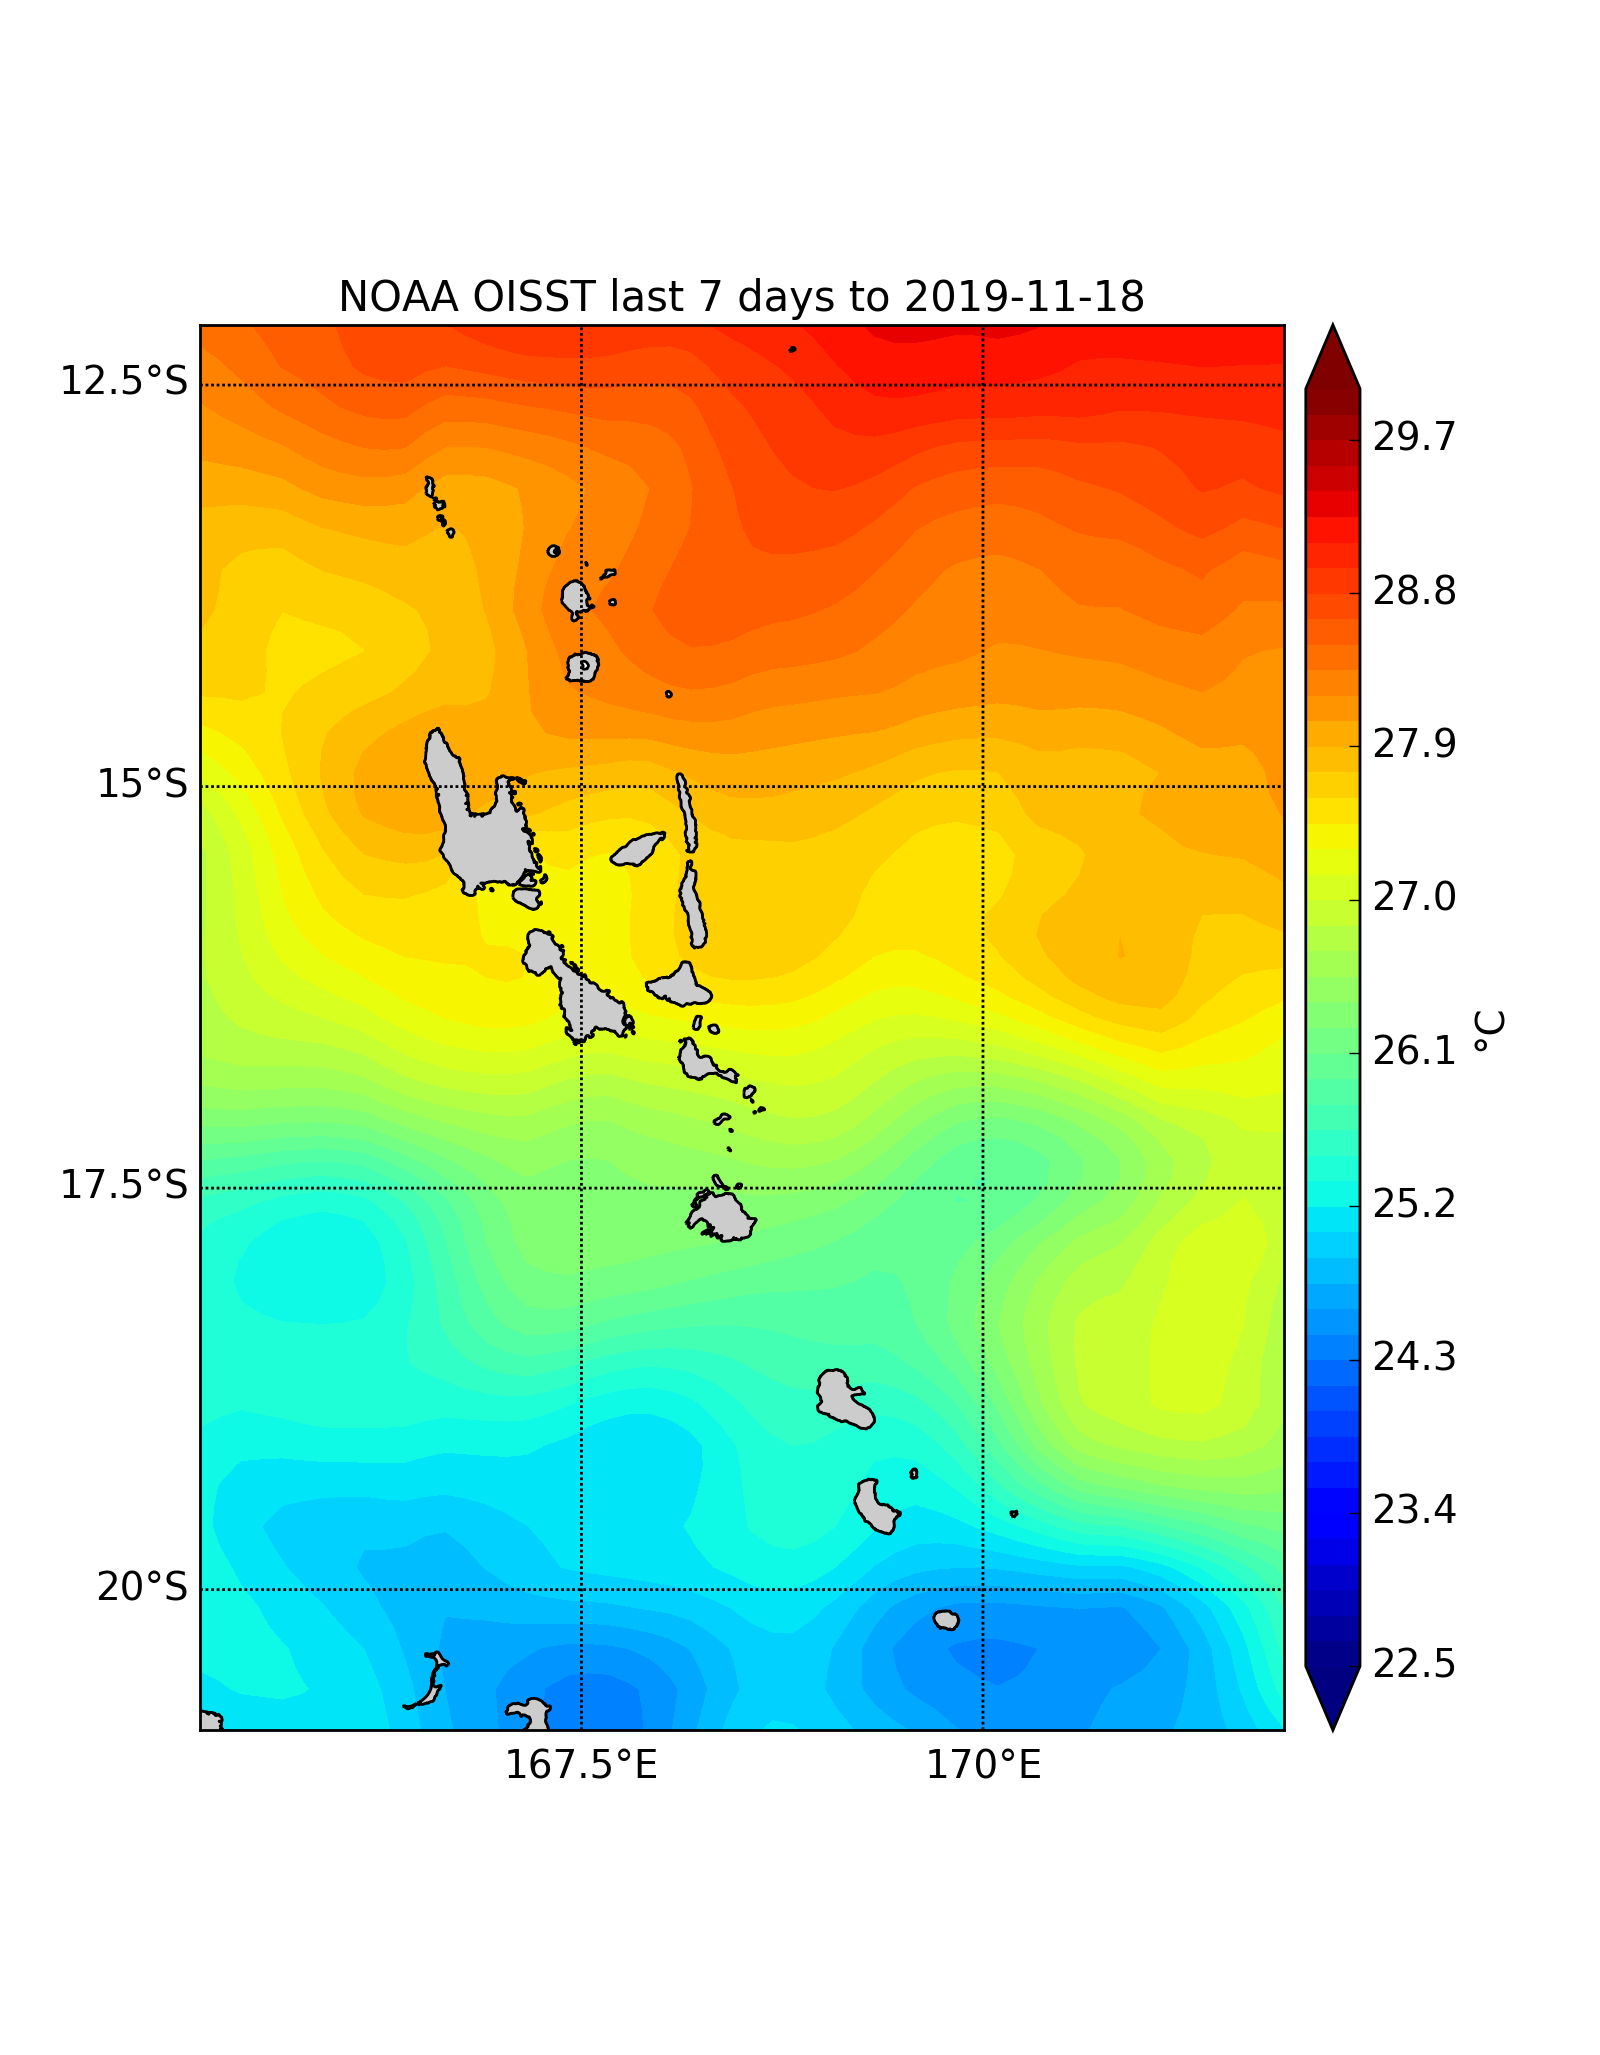 NOAA OISST last 7 days to 2019-11-18
12.5°S
15°S
17.5°S
20°S
167.5°E
170°E
29.7
28.8
27.9
27.0
26.1
25.2
24.3
23.4
22.5
°C